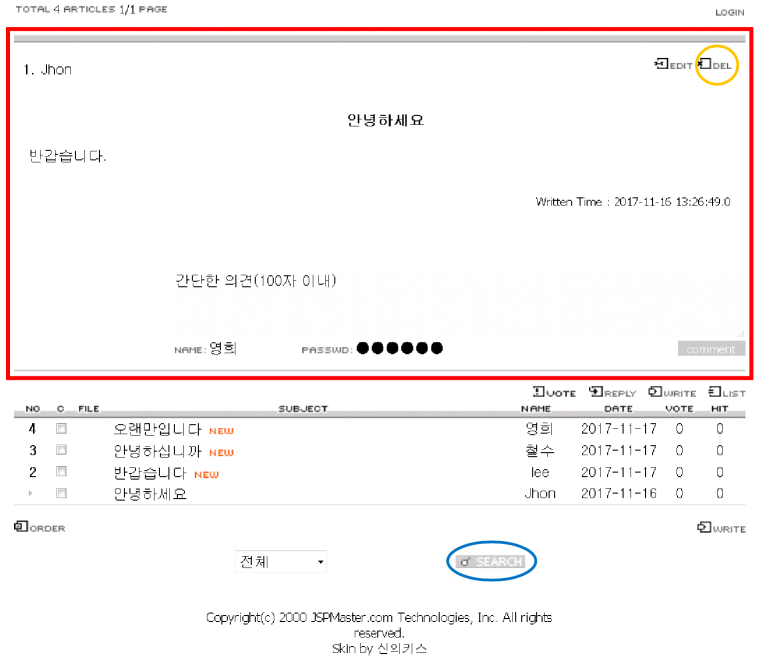 TOTAL 4 ARTICLES 1/1 PAGE
LOGIN
1. Jhon
EDIT DEL
안녕하세요
반갑습니다.
Written Time : 2017-11-16 13:26:49.0
간단한 의견(100자 이내)
NAME: 영희 PASSWD: ●●●●●● comment
VOTE REPLY WRITE LIST
NO C FILE SUBJECT NAME DATE VOTE HIT
4 오랜만입니다 NEW 영희 2017-11-17 0 0
3 안녕하십니까 NEW 철수 2017-11-17 0 0
2 반갑습니다 NEW lee 2017-11-17 0 0
안녕하세요 Jhon 2017-11-16 0 0
ORDER WRITE
전체 SEARCH
Copyright(c) 2000 JSPMaster.com Technologies, Inc. All rights
reserved.
Skin by 신의키스